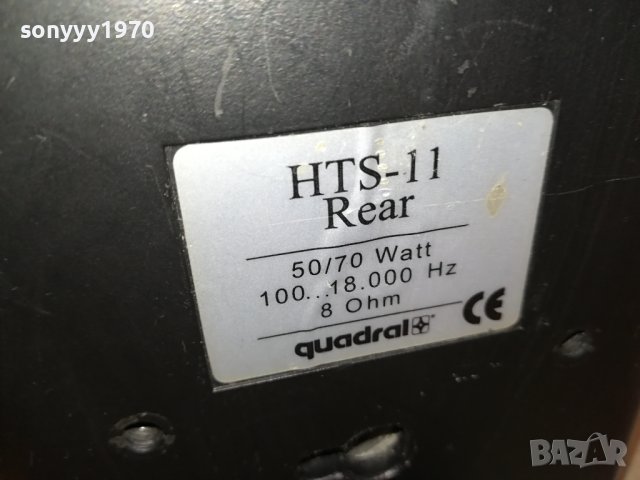 sonyyy1970
HTS-11
Rear
50/70 Watt
100...18.000 Hz
8 Ohm
quadral
CE
BAZAR